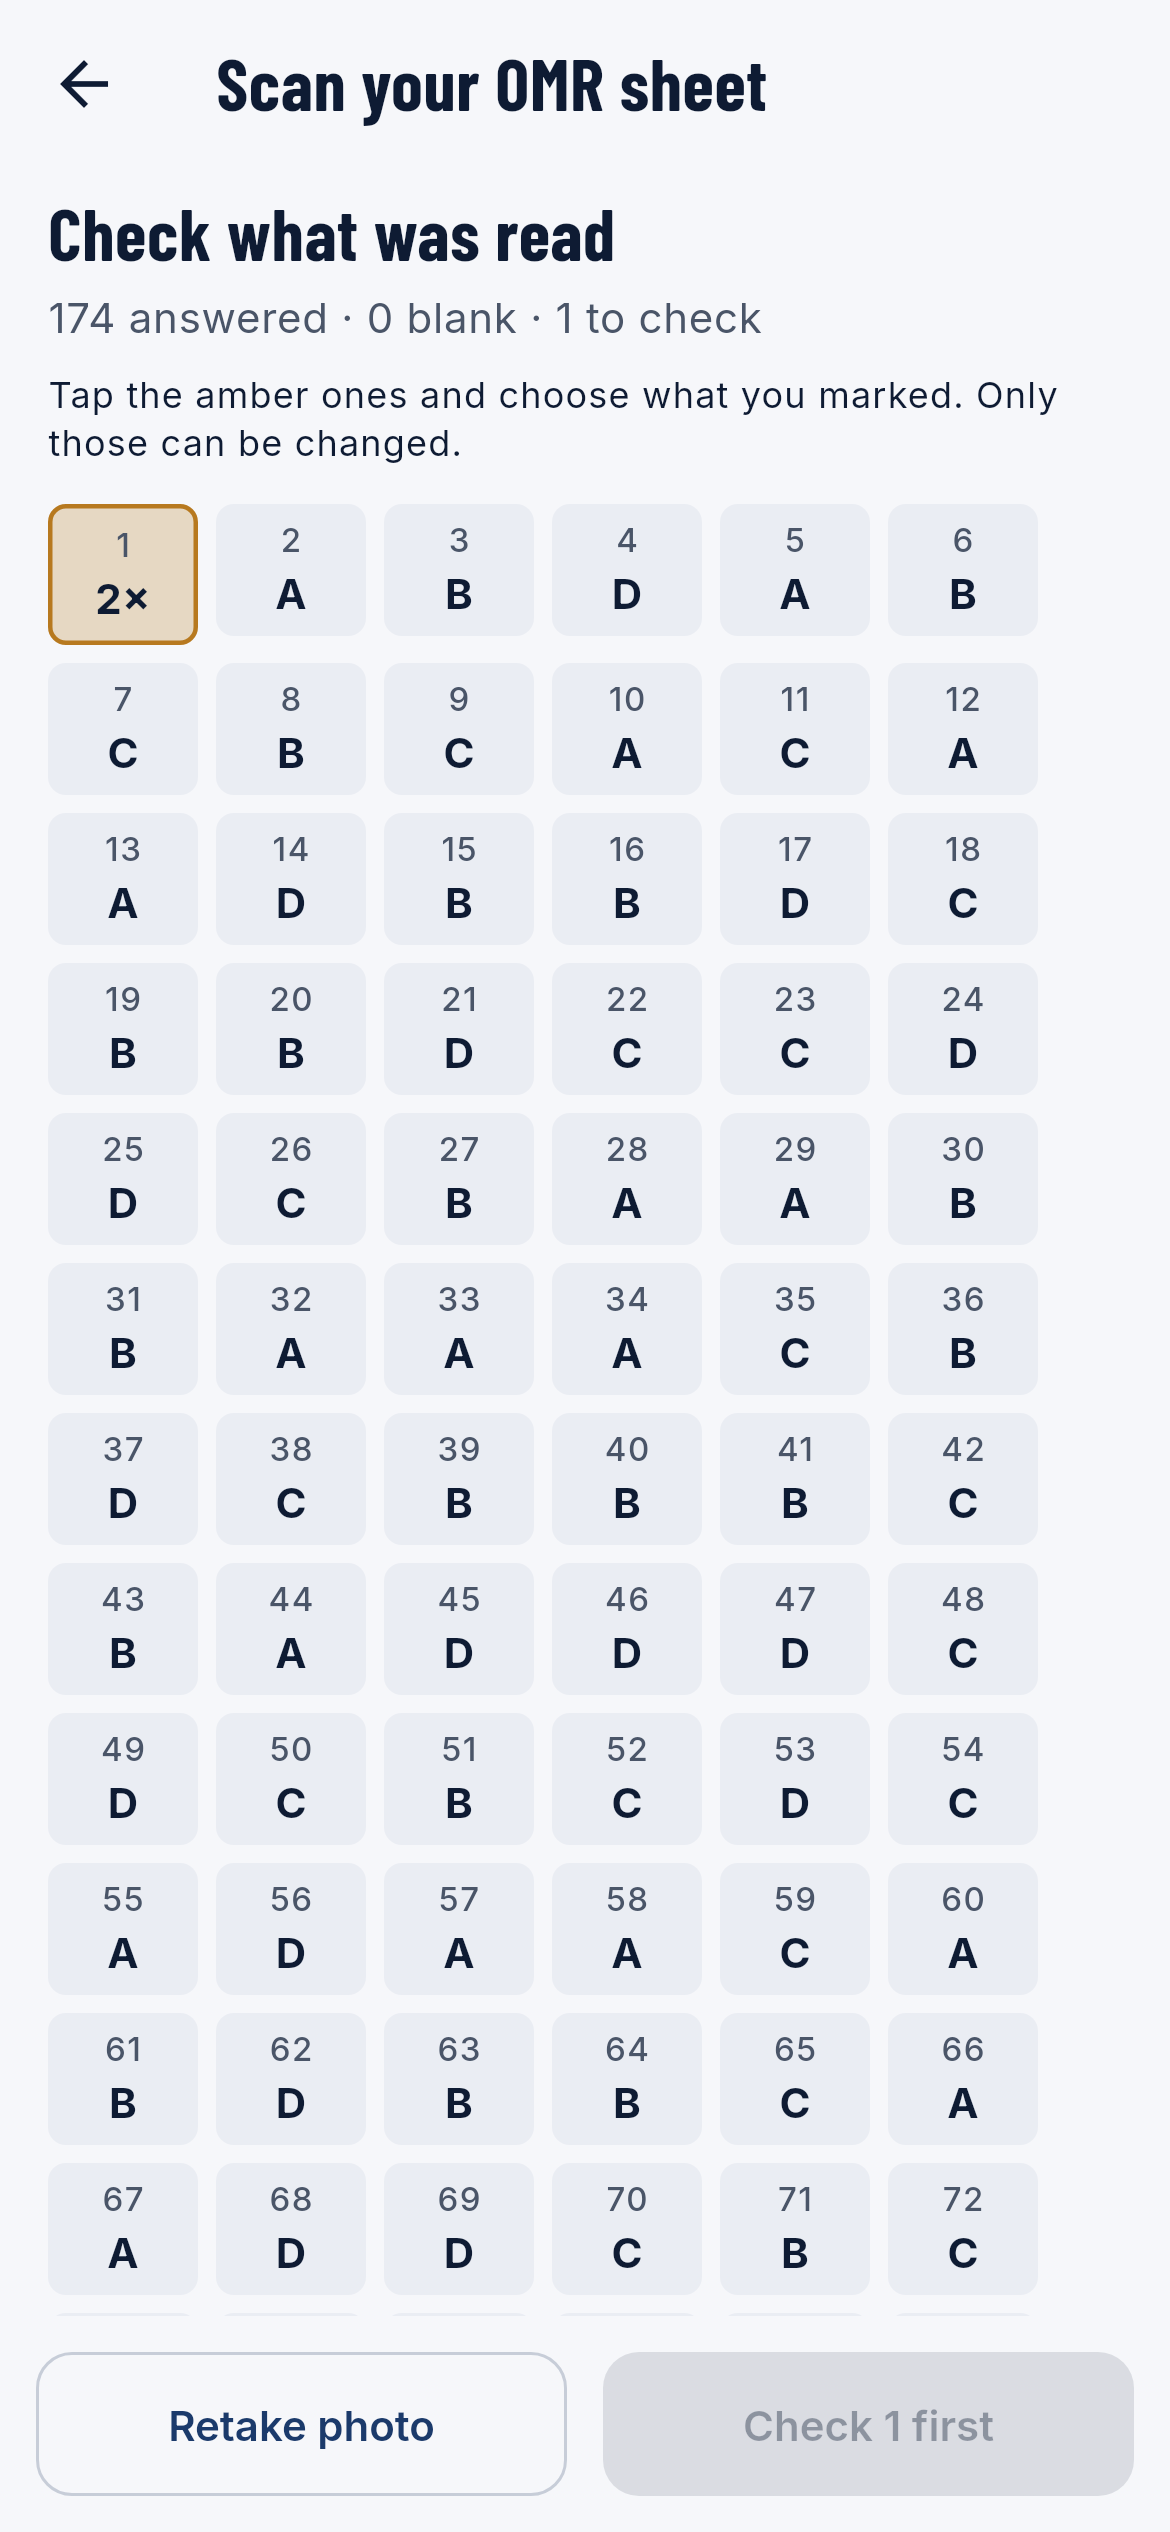 Scan your OMR sheet
Check what was read
174 answered · 0 blank · 1 to check
Tap the amber ones and choose what you marked. Only
those can be changed.
1 2 3 4 5 6
2× A B D A B
7 8 9 10 11 12
C B C A C A
13 14 15 16 17 18
A D B B D C
19 20 21 22 23 24
B B D C C D
25 26 27 28 29 30
D C B A A B
31 32 33 34 35 36
B A A A C B
37 38 39 40 41 42
D C B B B C
43 44 45 46 47 48
B A D D D C
49 50 51 52 53 54
D C B C D C
55 56 57 58 59 60
A D A A C A
61 62 63 64 65 66
B D B B C A
67 68 69 70 71 72
A D D C B C
Retake photo
Check 1 first